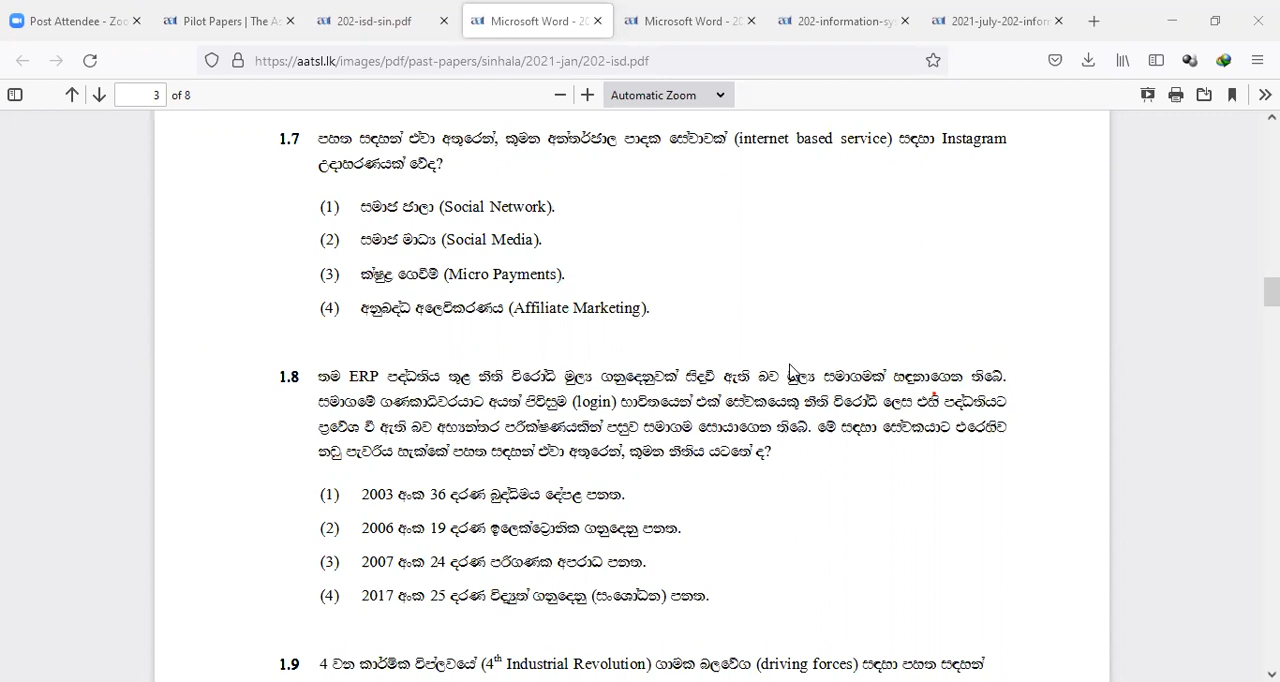 Post Attendee - Zoo
Pilot Papers | The As
202-isd-sin.pdf
Microsoft Word - 20
Microsoft Word - 20
202-information-sy
2021-july-202-infor
https://aatsl.lk/images/pdf/past-papers/sinhala/2021-jan/202-isd.pdf
3 of 8
Automatic Zoom
1.7 පහත සඳහන් ඒවා අතුරෙන්, කුමන අන්තර්ජාල පාදක සේවාවක් (internet based service) සඳහා Instagram
උදාහරණයක් වේද?
(1) සමාජ ජාලා (Social Network).
(2) සමාජ මාධ්‍ය (Social Media).
(3) ක්ෂුද්‍ර ගෙවීම් (Micro Payments).
(4) අනුබද්ධ අලෙවිකරණය (Affiliate Marketing).
1.8 තම ERP පද්ධතිය තුළ නීති විරෝධී මූල්‍ය ගනුදෙනුවක් සිදුවී ඇති බව මූල්‍ය සමාගමක් හඳුනාගෙන තිබේ.
සමාගමේ ගණකාධිවරයාට අයත් පිවිසුම (login) භාවිතයෙන් එක් සේවකයෙකු නීති විරෝධී ලෙස එහි පද්ධතියට
ප්‍රවේශ වී ඇති බව අභ්‍යන්තර පරීක්ෂණයකින් පසුව සමාගම සොයාගෙන තිබේ. මේ සඳහා සේවකයාට එරෙහිව
නඩු පැවරිය හැක්කේ පහත සඳහන් ඒවා අතුරෙන්, කුමන නීතිය යටතේ ද?
(1) 2003 අංක 36 දරණ බුද්ධිමය දේපළ පනත.
(2) 2006 අංක 19 දරණ ඉලෙක්ට්‍රොනික ගනුදෙනු පනත.
(3) 2007 අංක 24 දරණ පරිගණක අපරාධ පනත.
(4) 2017 අංක 25 දරණ විද්‍යුත් ගනුදෙනු (සංශෝධන) පනත.
1.9 4 වන කාර්මික විප්ලවයේ (4th Industrial Revolution) ගාමක බලවේග (driving forces) සඳහා පහත සඳහන්